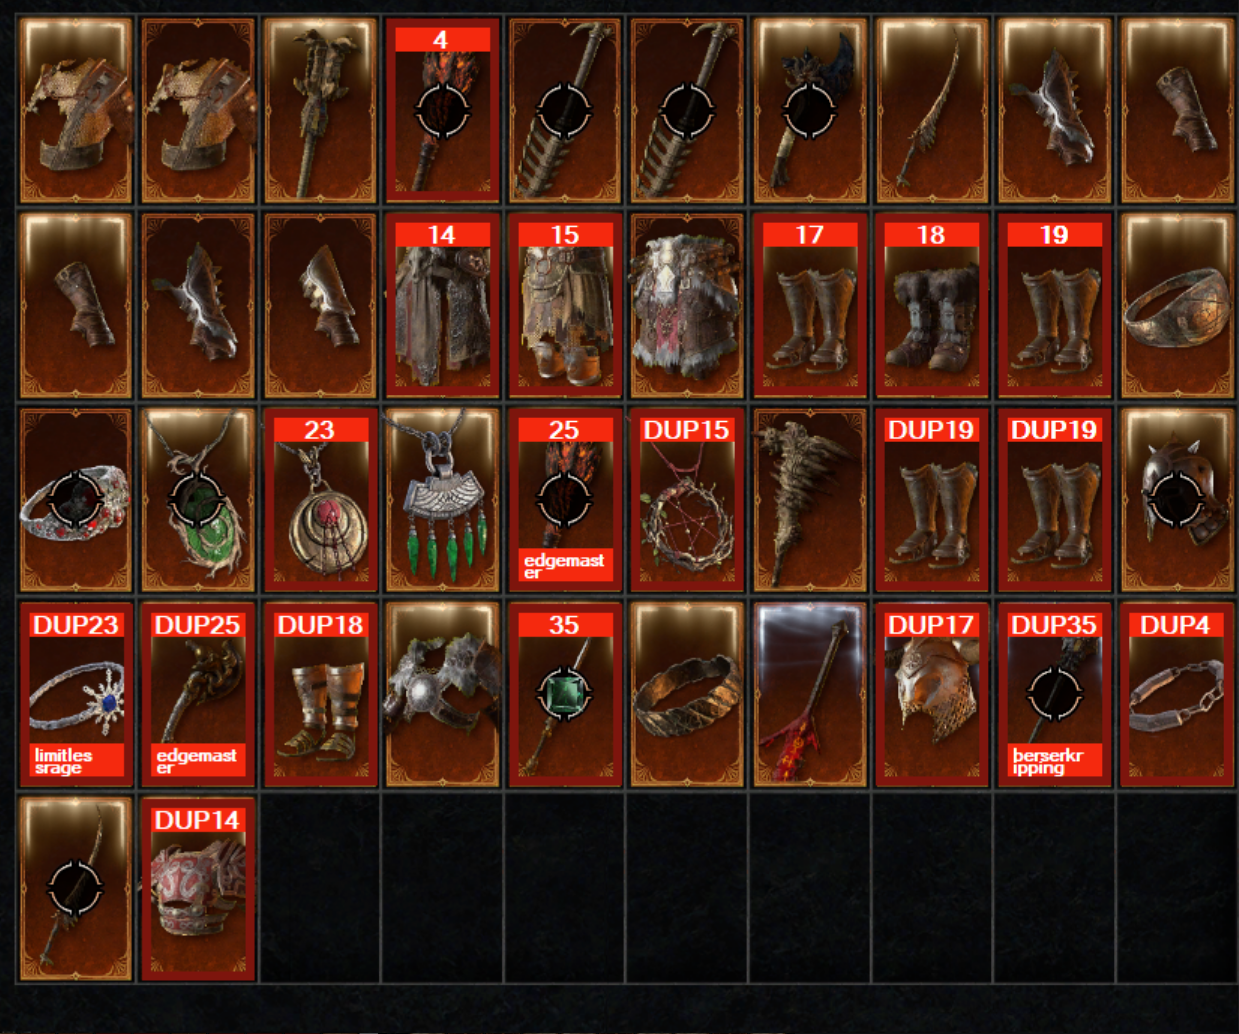 4
14
15
17
18
19
23
25
DUP15
DUP19
DUP19
edgemast
er
DUP23
DUP25
DUP18
35
DUP17
DUP35
DUP4
limitles
srage
edgemast
er
berserkr
ipping
DUP14